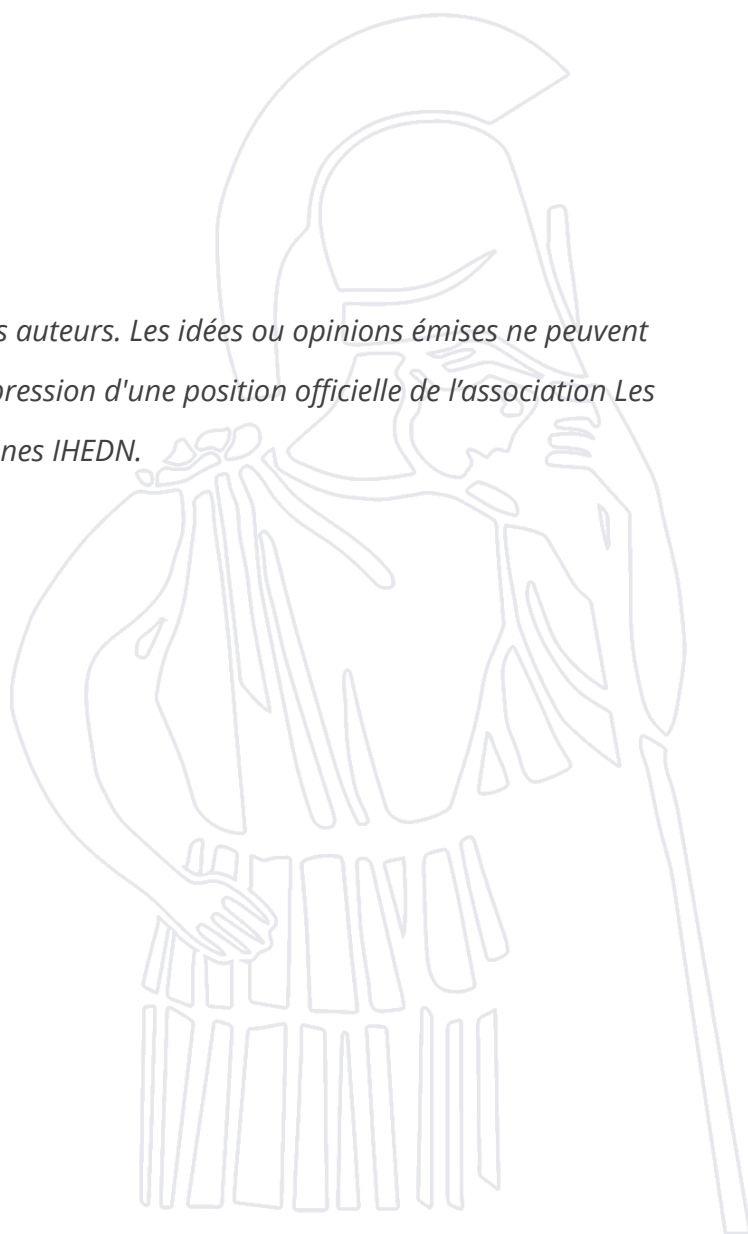 s auteurs. Les idées ou opinions émises ne peuvent
pression d'une position officielle de l’association Les
nes IHEDN.